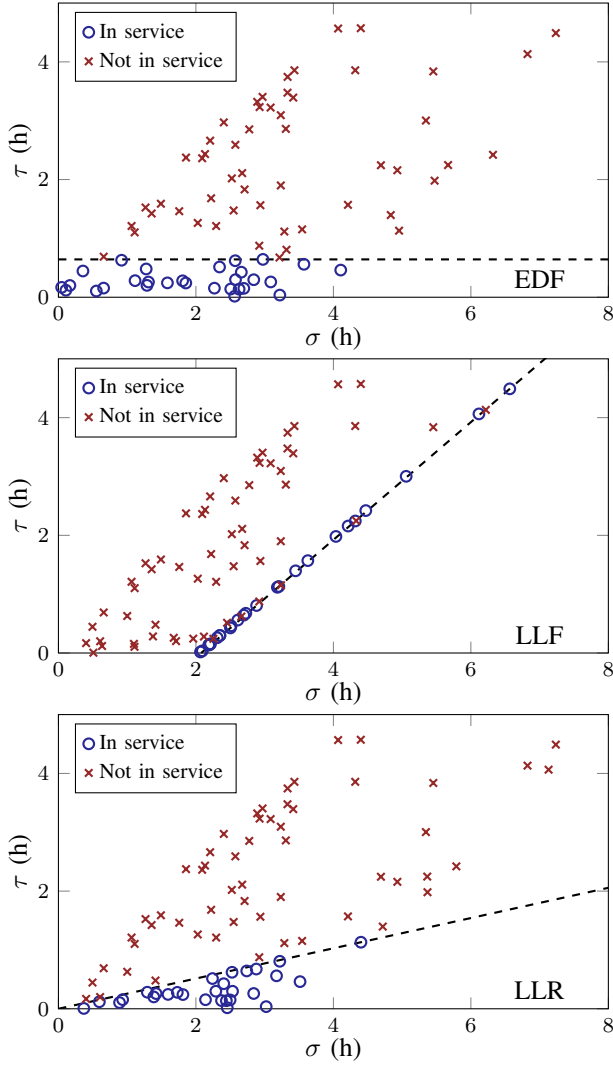 In service
Not in service
4
2
0
τ (h)
EDF
0 2 4 6 8
σ (h)
In service
Not in service
4
2
0
τ (h)
LLF
0 2 4 6 8
σ (h)
In service
Not in service
4
2
0
τ (h)
LLR
0 2 4 6 8
σ (h)